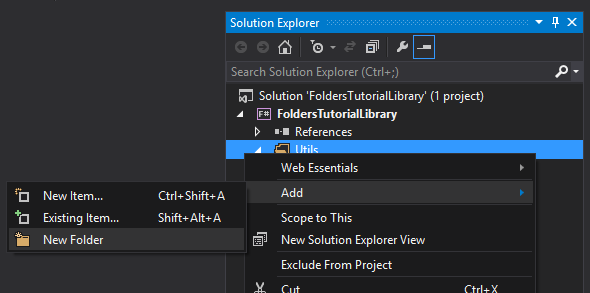 Solution Explorer
Search Solution Explorer (Ctrl+;)
Solution 'FoldersTutorialLibrary' (1 project)
F# FoldersTutorialLibrary
References
Utils
Web Essentials
Add
New Item... Ctrl+Shift+A
Existing Item... Shift+Alt+A
New Folder
Scope to This
New Solution Explorer View
Exclude From Project
Cut Ctrl+X